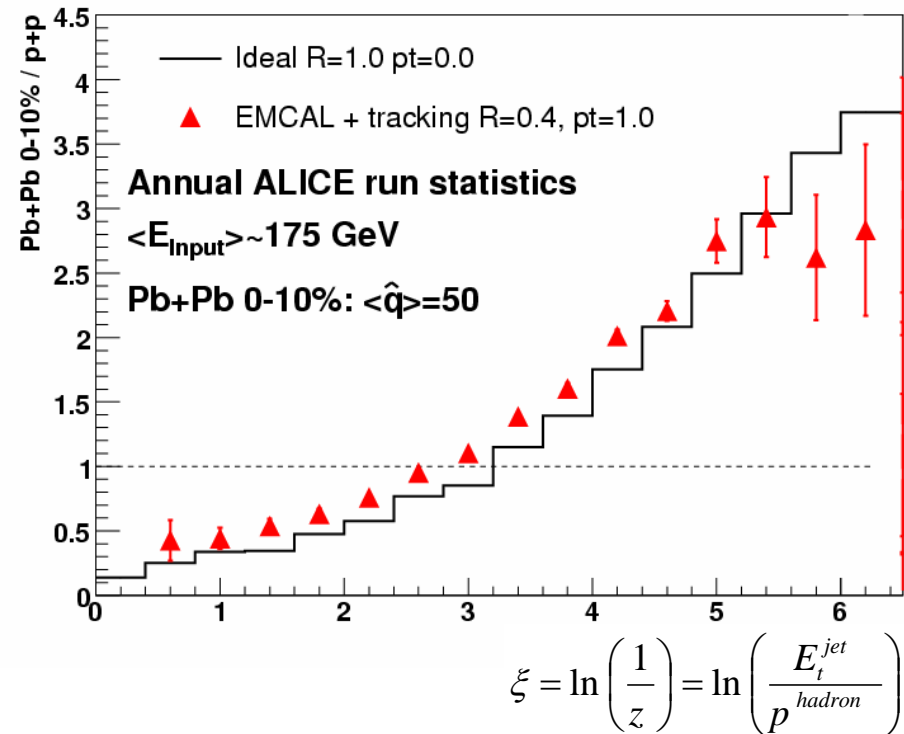 Pb+Pb 0-10% / p+p
4.5
4
3.5
3
2.5
2
1.5
1
0.5
0
Ideal R=1.0 pt=0.0
EMCAL + tracking R=0.4, pt=1.0
Annual ALICE run statistics
<E_Input>~175 GeV
Pb+Pb 0-10%: <q̂>=50
0 1 2 3 4 5 6
ξ = ln(1/z) = ln(E_t^jet / p^hadron)